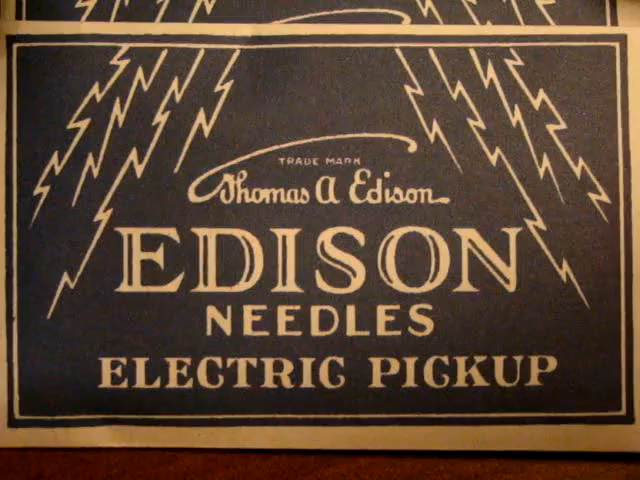 TRADE MARK
Thomas A Edison
EDISON
NEEDLES
ELECTRIC PICKUP